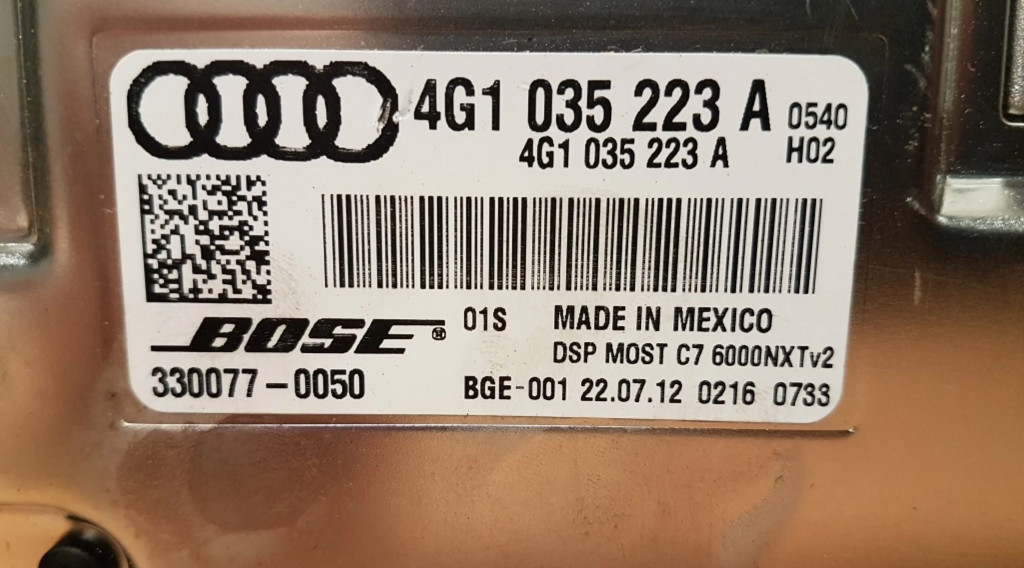 4G1 035 223 A 0540
4G1 035 223 A H02
BOSE® 01S MADE IN MEXICO
DSP MOST C7 6000NXTv2
330077-0050 BGE-001 22.07.12 0216 0733